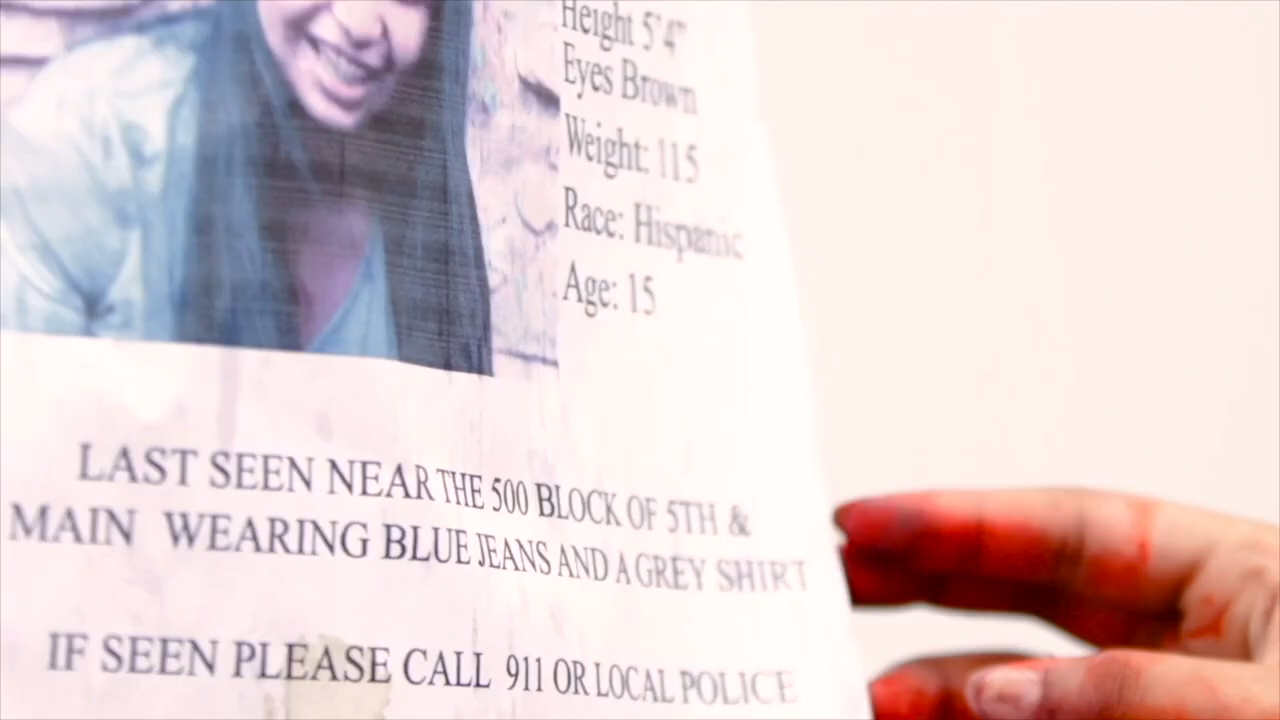 Height 5'4"
Eyes Brown
Weight: 115
Race: Hispanic
Age: 15
LAST SEEN NEAR THE 500 BLOCK OF 5TH &
MAIN WEARING BLUE JEANS AND A GREY SHIRT
IF SEEN PLEASE CALL 911 OR LOCAL POLICE